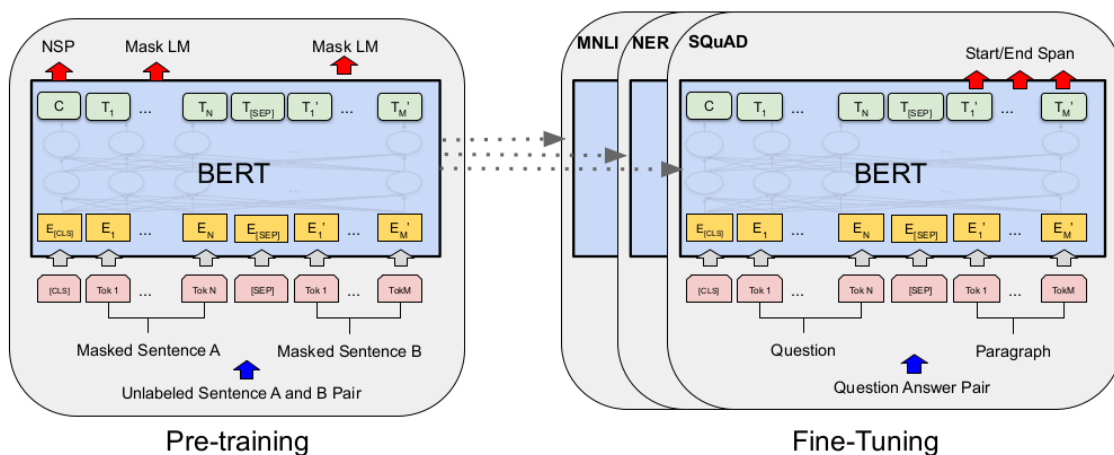 NSP Mask LM Mask LM
C T1 ... TN T[SEP] T1' ... TM'
BERT
E[CLS] E1 ... EN E[SEP] E1' ... EM'
[CLS] Tok 1 ... Tok N [SEP] Tok 1 ... TokM
Masked Sentence A Masked Sentence B
Unlabeled Sentence A and B Pair
Pre-training
MNLI NER SQuAD
Start/End Span
C T1 ... TN T[SEP] T1' ... TM'
BERT
E[CLS] E1 ... EN E[SEP] E1' ... EM'
[CLS] Tok 1 ... Tok N [SEP] Tok 1 ... TokM
Question Paragraph
Question Answer Pair
Fine-Tuning